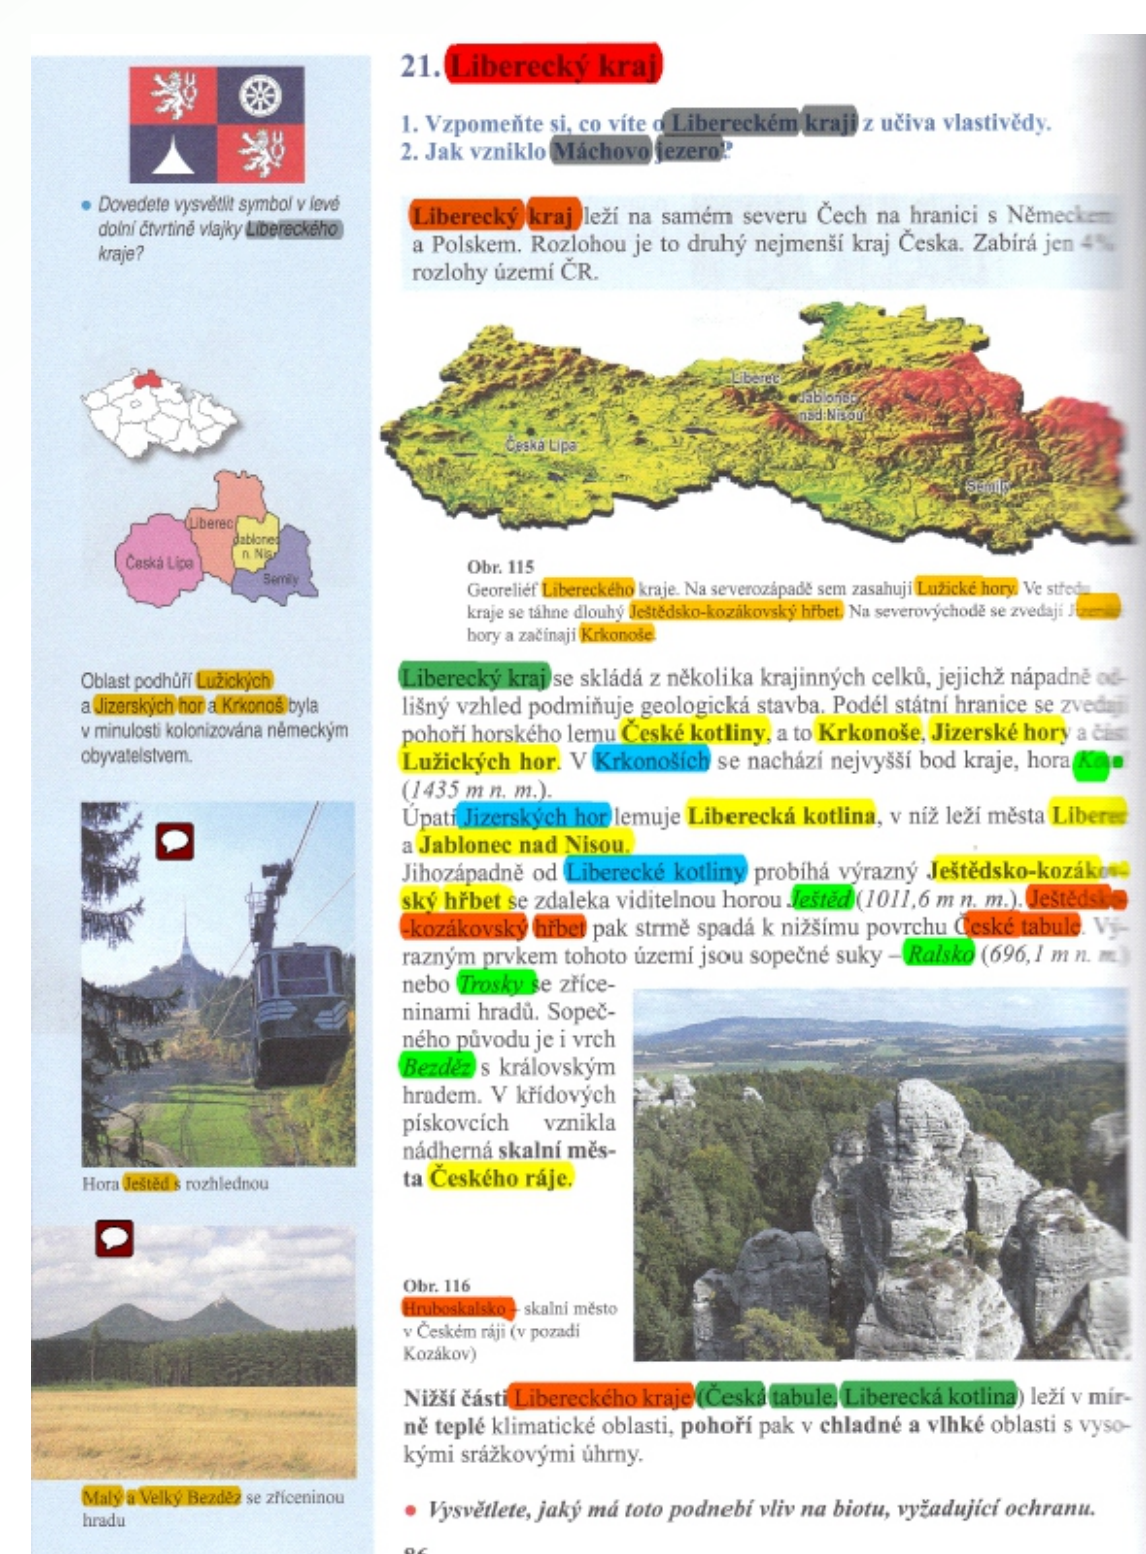 21. Liberecký kraj
1. Vzpomeňte si, co víte o Libereckém kraji z učiva vlastivědy.
2. Jak vzniklo Máchovo jezero?
• Dovedete vysvětlit symbol v levé
dolní čtvrtině vlajky Libereckého
kraje?
Liberecký kraj leží na samém severu Čech na hranici s Německem
a Polskem. Rozlohou je to druhý nejmenší kraj Česka. Zabírá jen 4%
rozlohy území ČR.
Liberec
Jablonec
nad Nisou
Česká Lípa
Semily
Liberec
Jablonec
n. Nis.
Česká Lípa
Semily
Obr. 115
Georeliéf Libereckého kraje. Na severozápadě sem zasahují Lužické hory. Ve středu
kraje se táhne dlouhý Ještědsko-kozákovský hřbet. Na severovýchodě se zvedají Jizerské
hory a začínají Krkonoše.
Oblast podhůří Lužických
a Jizerských hor a Krkonoš byla
v minulosti kolonizována německým
obyvatelstvem.
Liberecký kraj se skládá z několika krajinných celků, jejichž nápadně od-
lišný vzhled podmiňuje geologická stavba. Podél státní hranice se zvedají
pohoří horského lemu České kotliny, a to Krkonoše, Jizerské hory a část
Lužických hor. V Krkonoších se nachází nejvyšší bod kraje, hora
(1435 m n. m.).
Úpatí Jizerských hor lemuje Liberecká kotlina, v níž leží města Liberec
a Jablonec nad Nisou.
Jihozápadně od Liberecké kotliny probíhá výrazný Ještědsko-kozákov-
ský hřbet se zdaleka viditelnou horou Ještěd (1011,6 m n. m.). Ještědsko-
-kozákovský hřbet pak strmě spadá k nižšímu povrchu České tabule. Vý-
razným prvkem tohoto území jsou sopečné suky – Ralsko (696,1 m n. m.)
nebo Trosky se zříce-
ninami hradů. Sopeč-
ného původu je i vrch
Bezděz s královským
hradem. V křídových
pískovcích vznikla
nádherná skalní měs-
ta Českého ráje.
Hora Ještěd s rozhlednou
Obr. 116
Hruboskalsko – skalní město
v Českém ráji (v pozadí
Kozákov)
Malý a Velký Bezděz se zříceninou
hradu
Nižší části Libereckého kraje (Česká tabule, Liberecká kotlina) leží v mír-
ně teplé klimatické oblasti, pohoří pak v chladné a vlhké oblasti s vyso-
kými srážkovými úhrny.
• Vysvětlete, jaký má toto podnebí vliv na biotu, vyžadující ochranu.